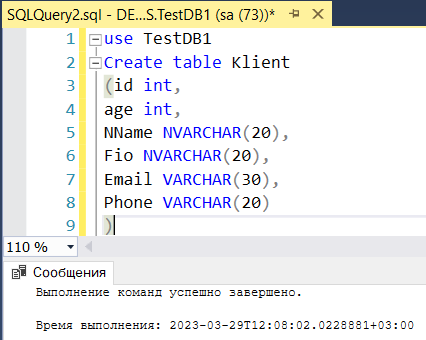 SQLQuery2.sql - DE...S.TestDB1 (sa (73))*
1 use TestDB1
2 Create table Klient
3 (id int,
4 age int,
5 NName NVARCHAR(20),
6 Fio NVARCHAR(20),
7 Email VARCHAR(30),
8 Phone VARCHAR(20)
9 )
110 %
Сообщения
Выполнение команд успешно завершено.
Время выполнения: 2023-03-29T12:08:02.0228881+03:00